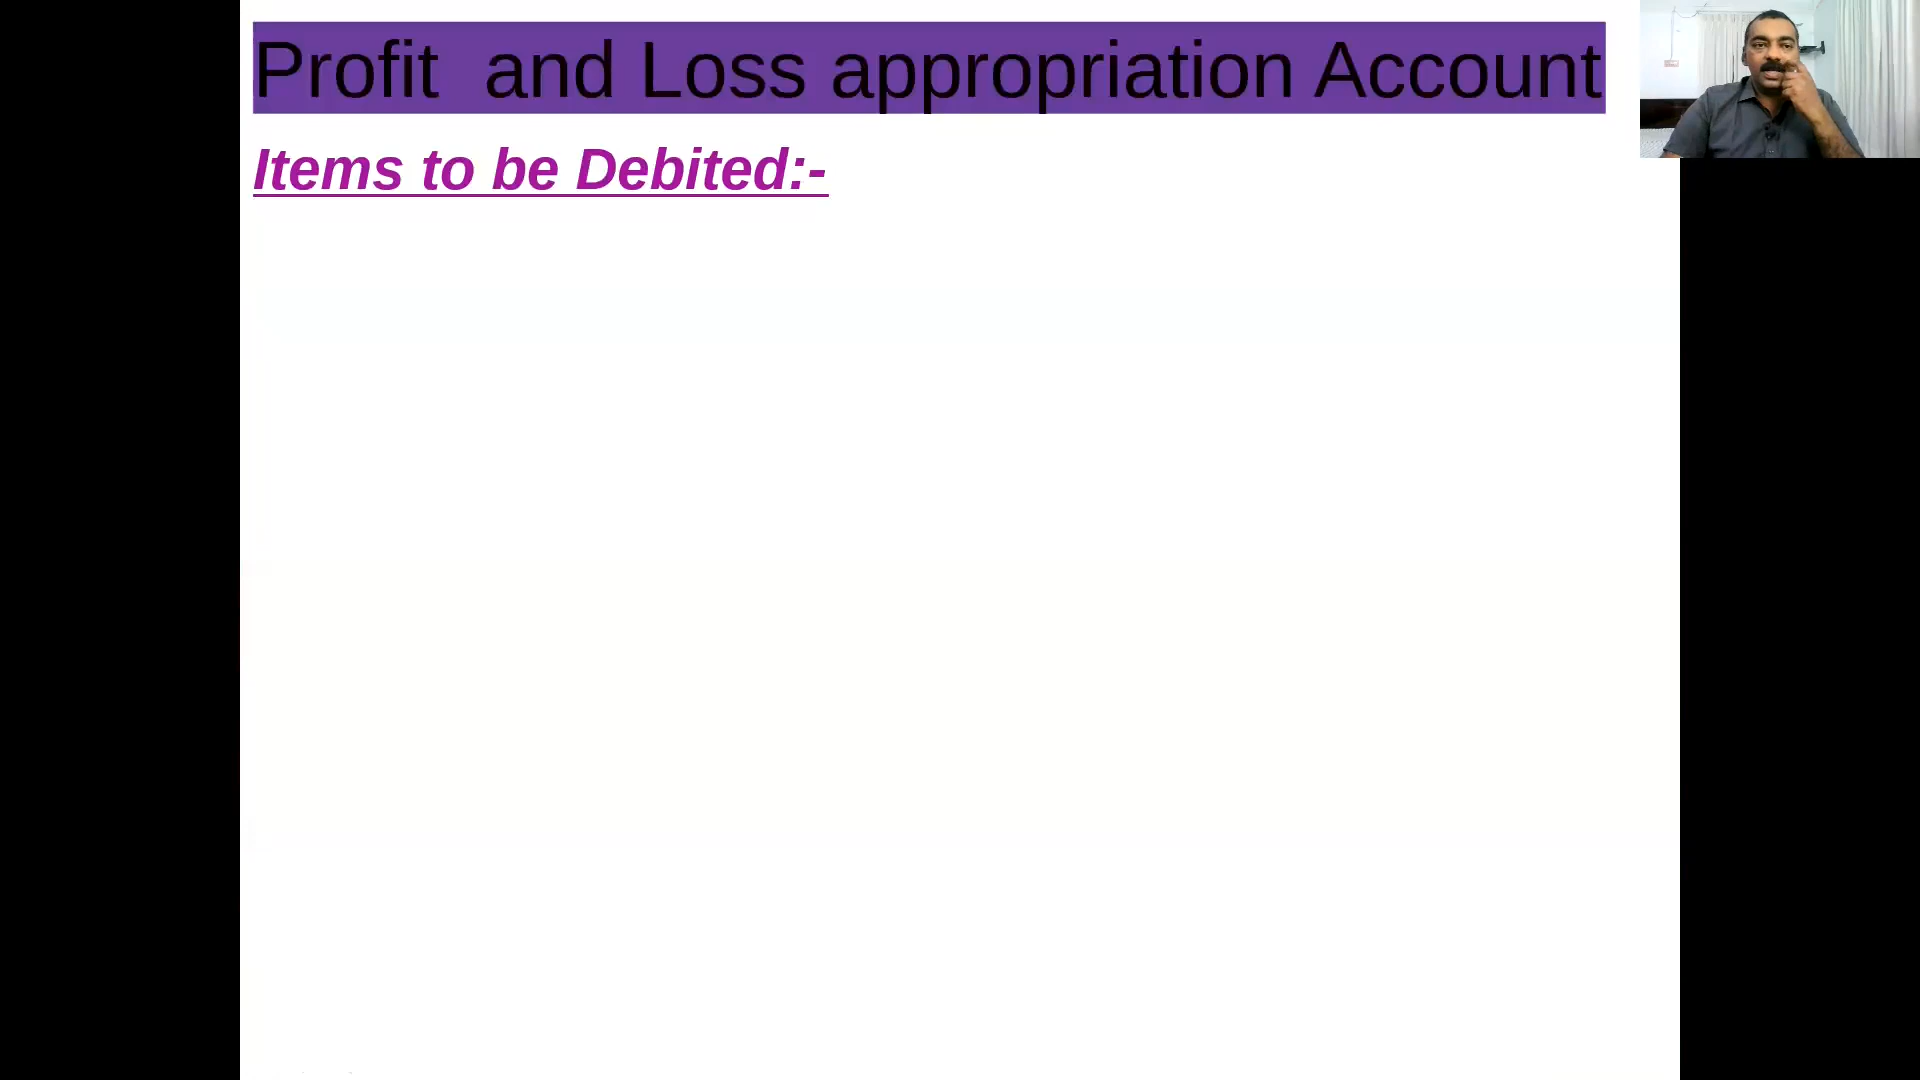 Profit  and Loss appropriation Account
Items to be Debited:-